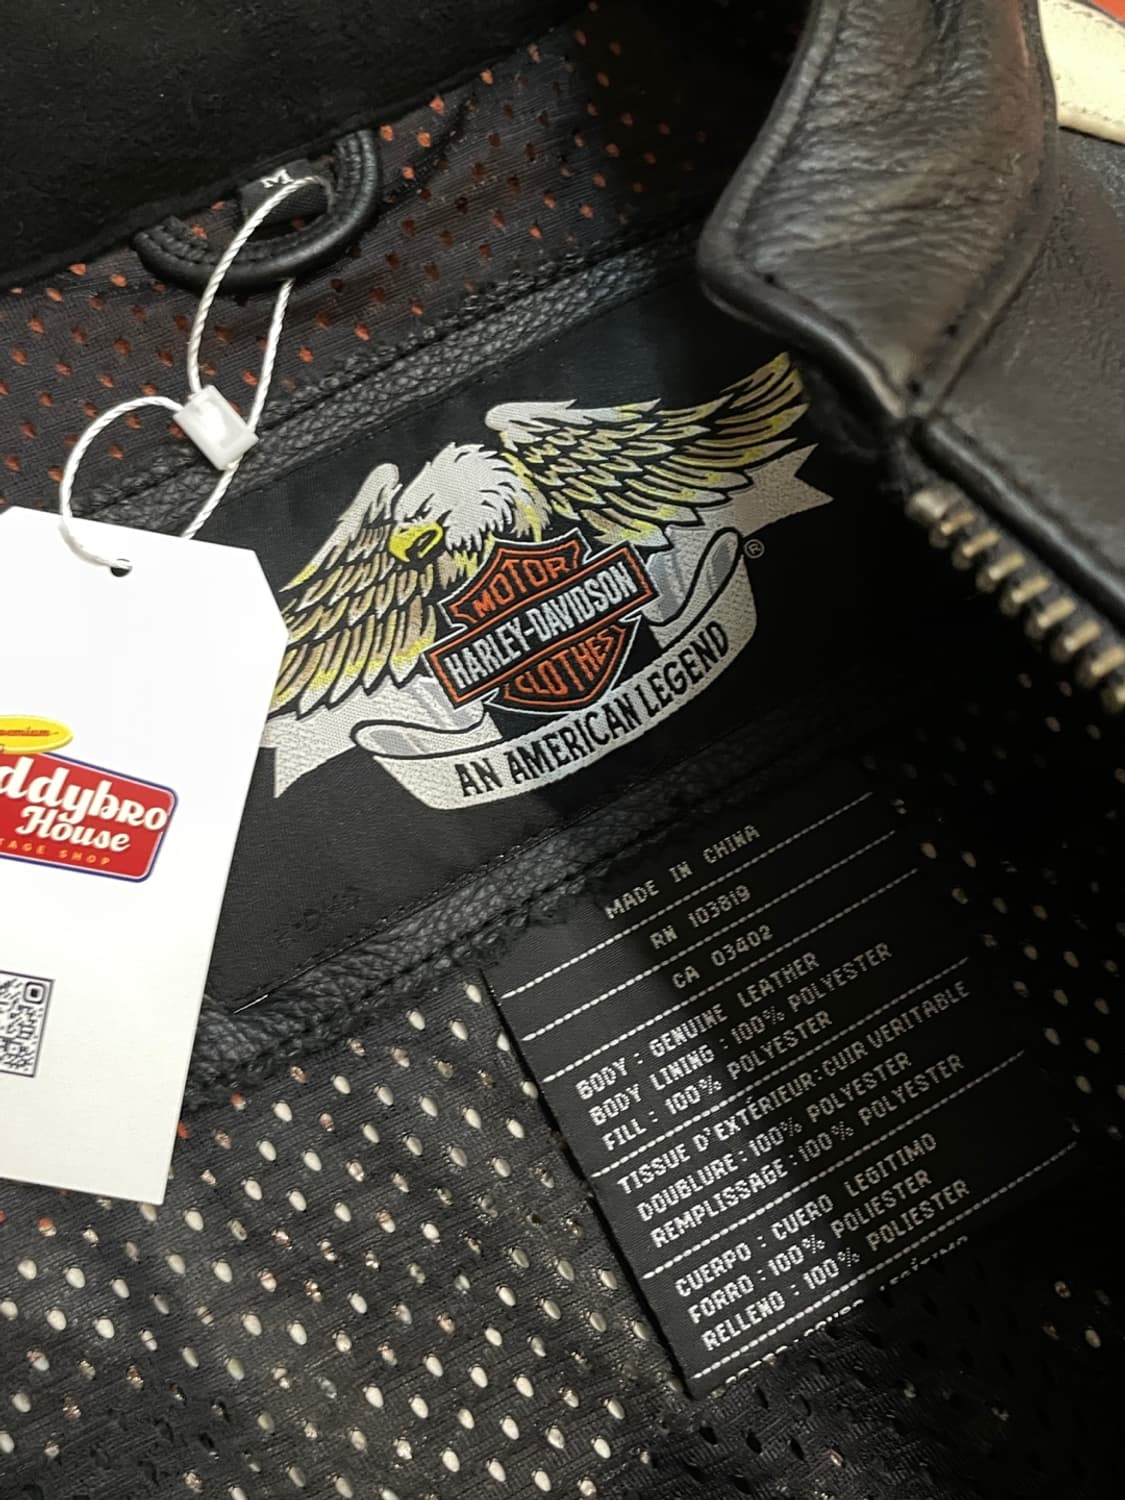 M
MOTOR
HARLEY-DAVIDSON
CLOTHES
®
AN AMERICAN LEGEND
House
SHOP
MADE IN CHINA
RN 103819
CA 03402
BODY : GENUINE LEATHER
BODY LINING : 100% POLYESTER
FILL : 100% POLYESTER
TISSUE D'EXTÉRIEUR: CUIR VERITABLE
DOUBLURE : 100% POLYESTER
REMPLISSAGE : 100% POLYESTER
CUERPO : CUERO LEGITIMO
FORRO : 100% POLIESTER
RELLENO : 100% POLIESTER